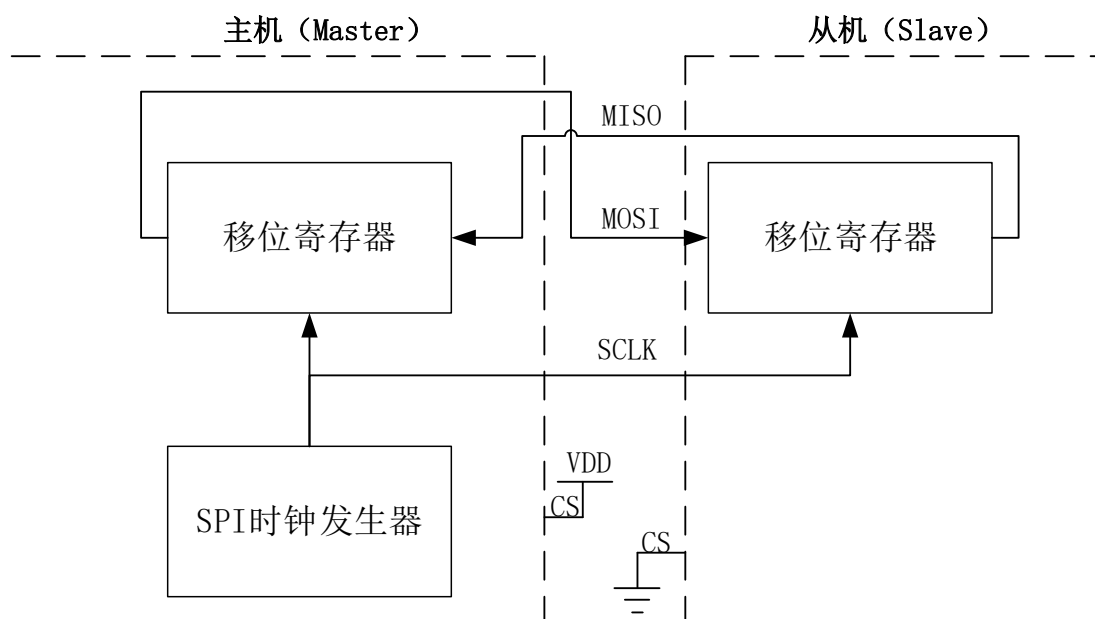 主机（Master）
从机（Slave）
MISO
移位寄存器
MOSI
移位寄存器
SCLK
SPI时钟发生器
VDD
CS
CS